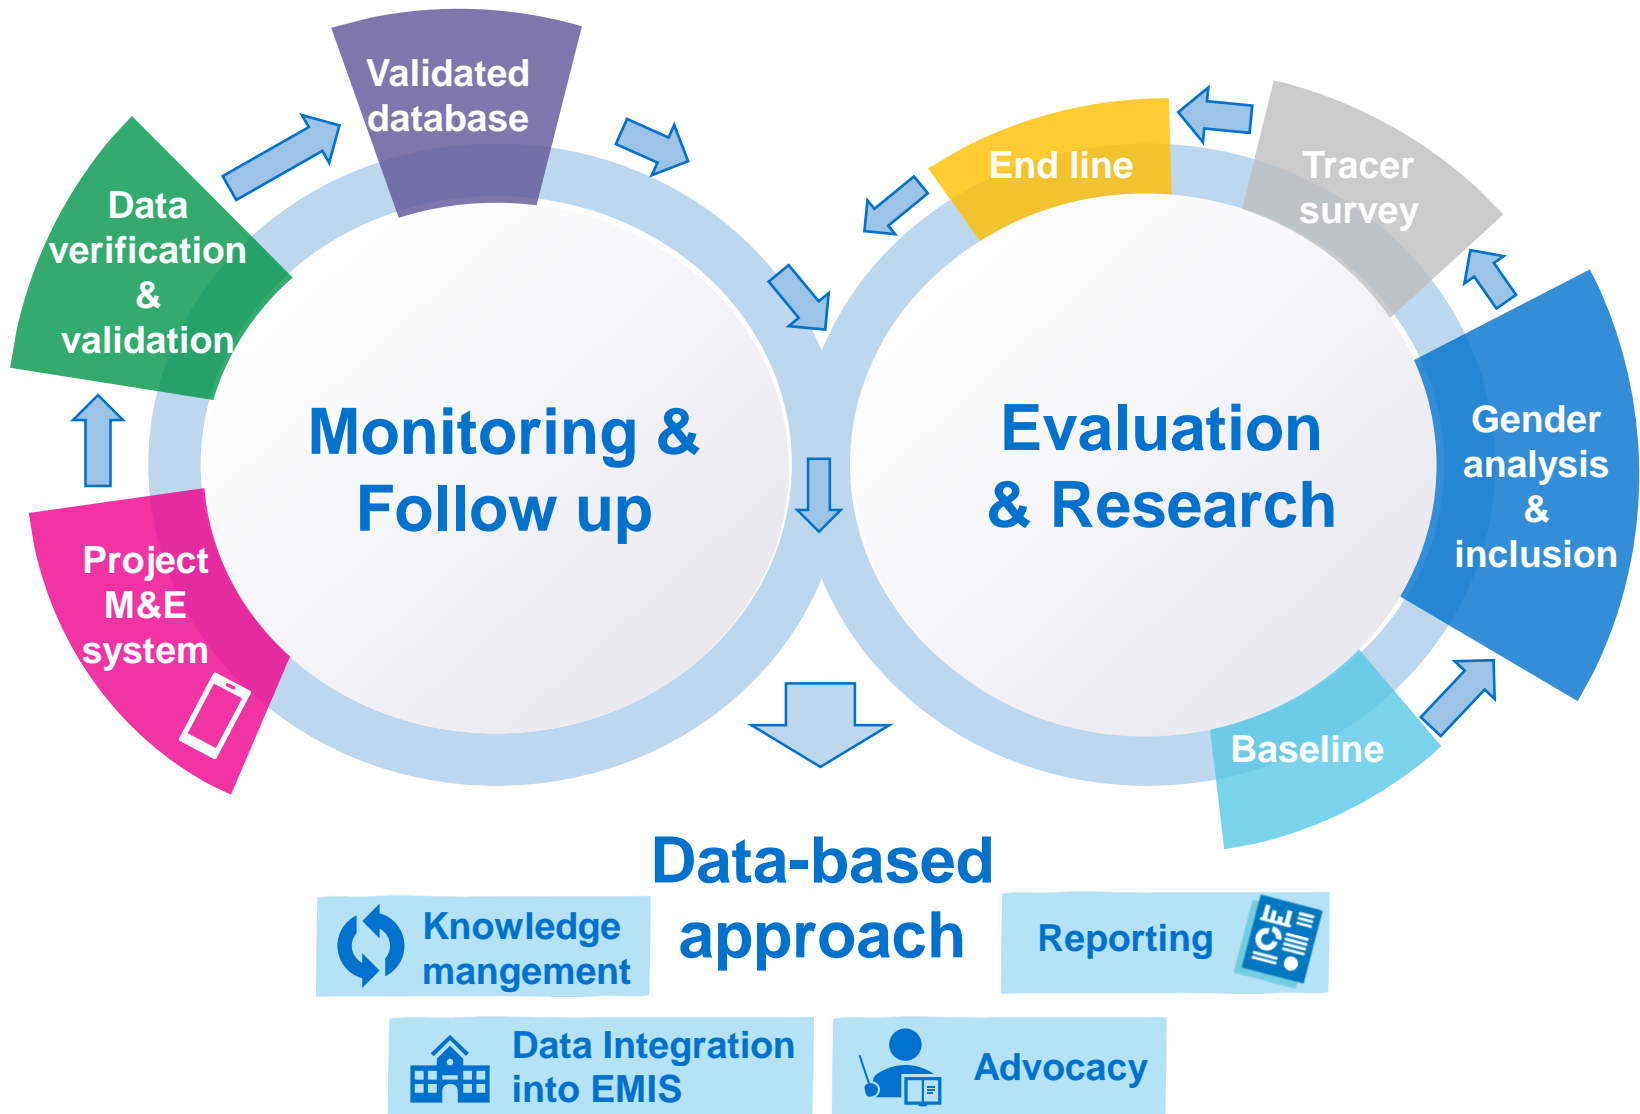 Validated
database
Data
verification
&
validation
Project
M&E
system
Monitoring &
Follow up
End line
Tracer
survey
Gender
analysis
&
inclusion
Baseline
Evaluation
& Research
Data-based
approach
Knowledge
mangement
Reporting
Data Integration
into EMIS
Advocacy